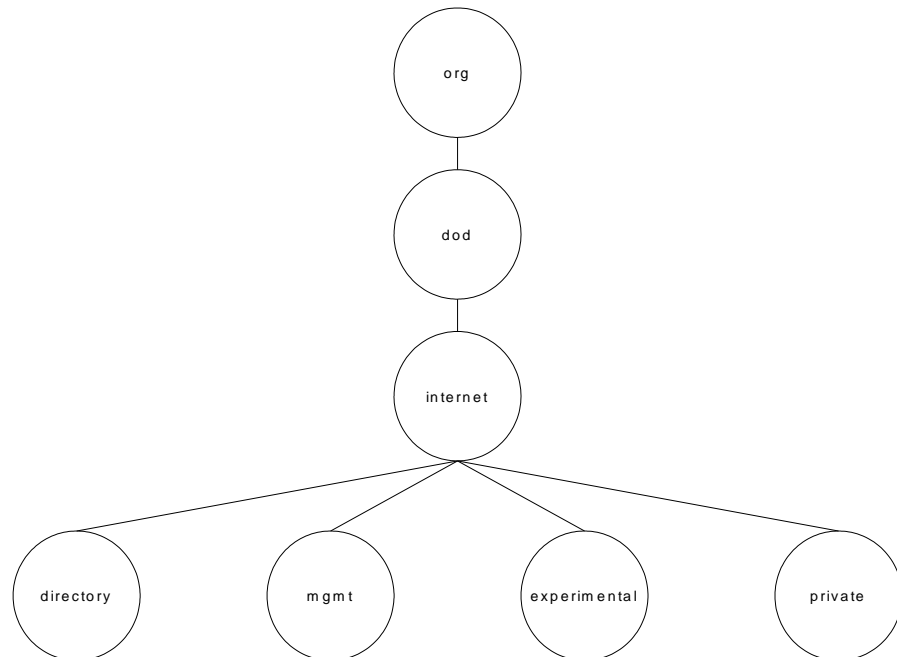 org
dod
internet
directory
mgmt
experimental
private